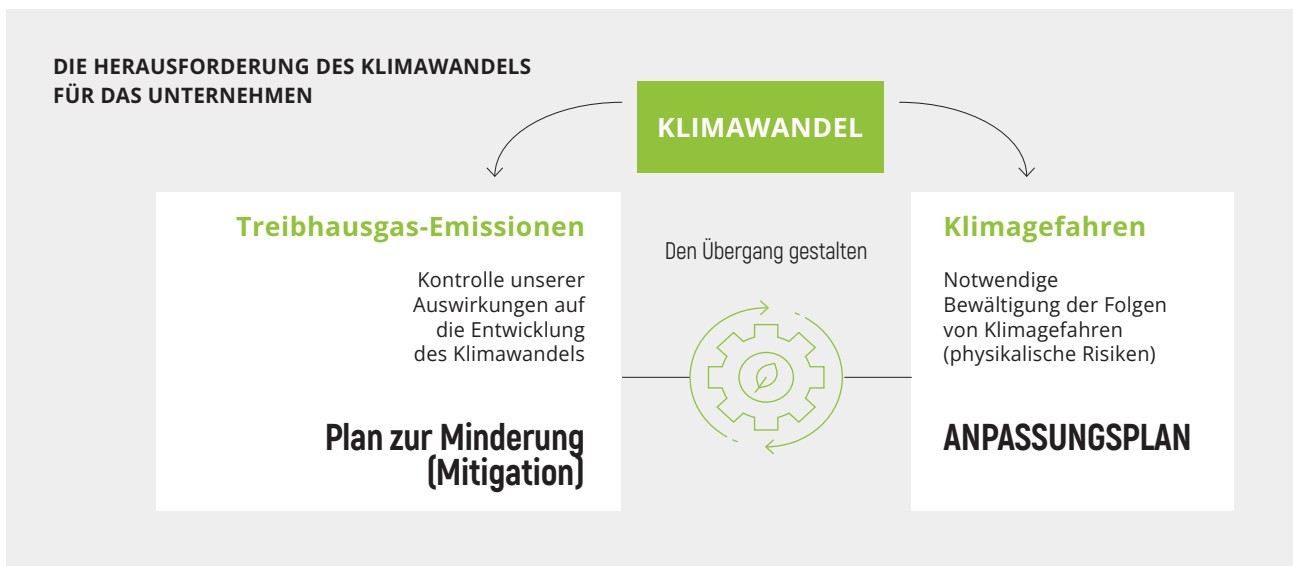 DIE HERAUSFORDERUNG DES KLIMAWANDELS
FÜR DAS UNTERNEHMEN
KLIMAWANDEL
Treibhausgas-Emissionen
Kontrolle unserer
Auswirkungen auf
die Entwicklung
des Klimawandels
Plan zur Minderung
(Mitigation)
Den Übergang gestalten
Klimagefahren
Notwendige
Bewältigung der Folgen
von Klimagefahren
(physikalische Risiken)
ANPASSUNGSPLAN